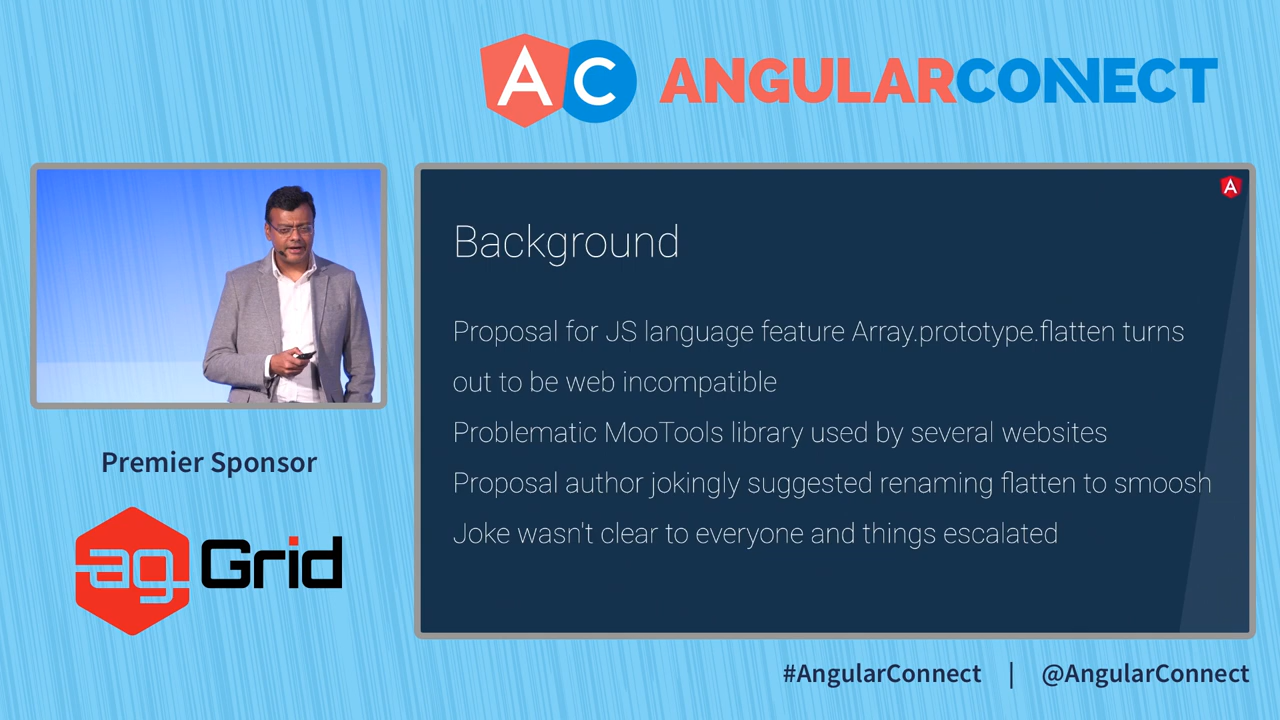 AC ANGULARCONNECT
A
Background
Proposal for JS language feature Array.prototype.flatten turns
out to be web incompatible
Problematic MooTools library used by several websites
Proposal author jokingly suggested renaming flatten to smoosh
Joke wasn't clear to everyone and things escalated
Premier Sponsor
ag Grid
#AngularConnect | @AngularConnect